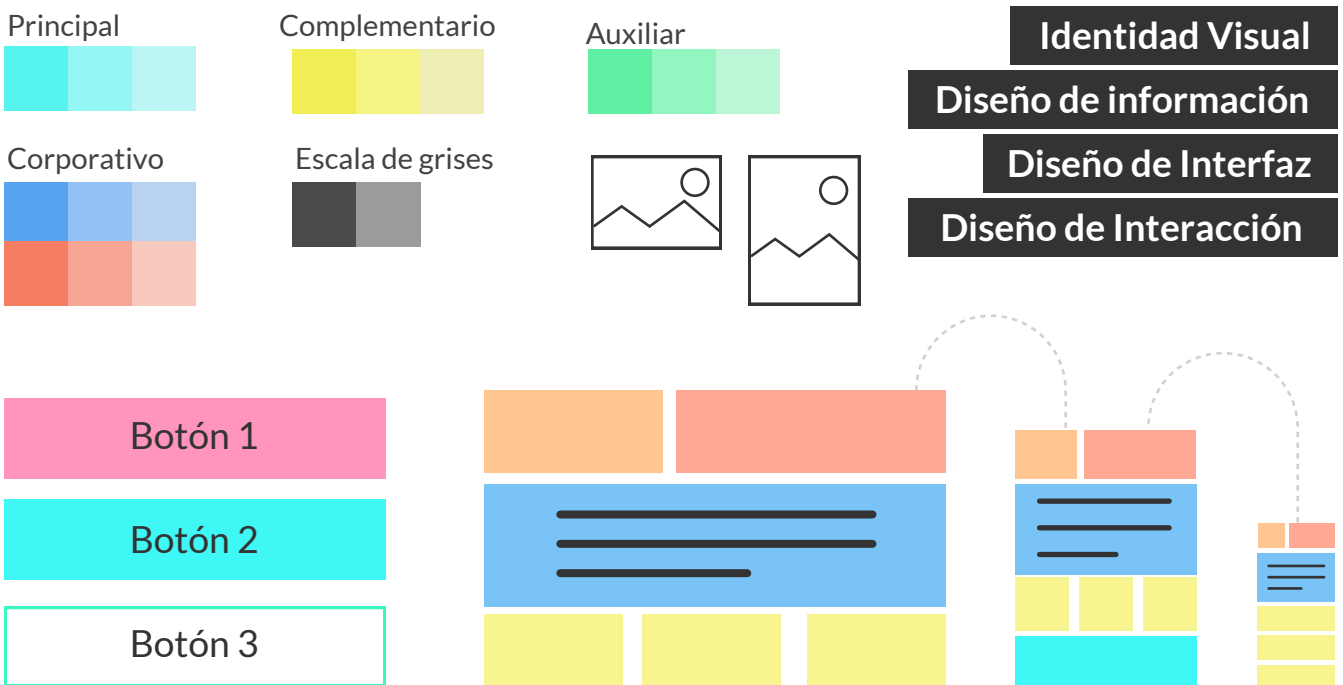 Principal
Complementario
Auxiliar
Corporativo
Escala de grises
Identidad Visual
Diseño de información
Diseño de Interfaz
Diseño de Interacción
Botón 1
Botón 2
Botón 3